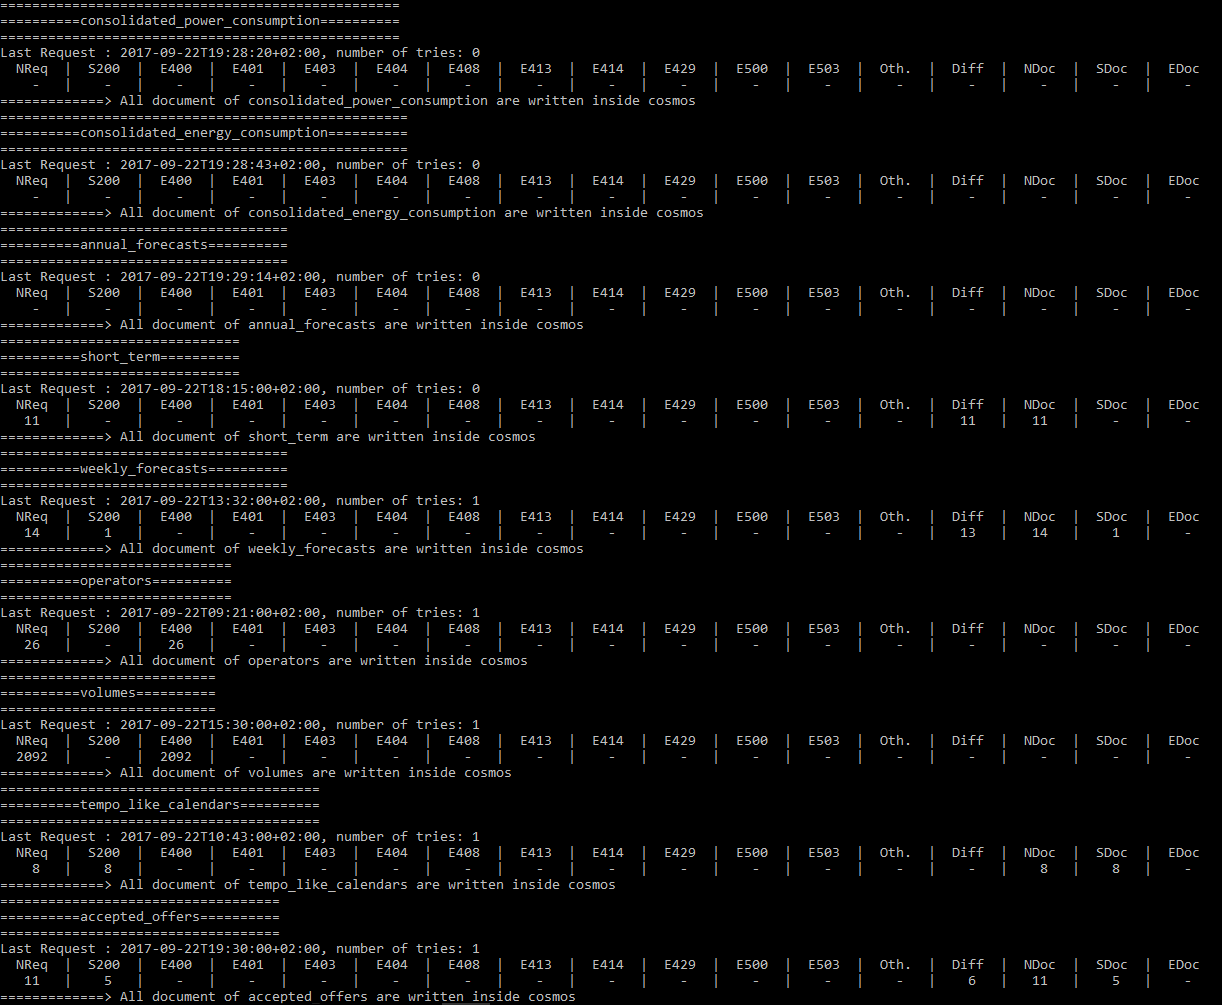 ==================================================
==========consolidated_power_consumption==========
==================================================
Last Request : 2017-09-22T19:28:20+02:00, number of tries: 0
NReq | S200 | E400 | E401 | E403 | E404 | E408 | E413 | E414 | E429 | E500 | E503 | Oth. | Diff | NDoc | SDoc | EDoc
- | - | - | - | - | - | - | - | - | - | - | - | - | - | - | - | -
=============> All document of consolidated_power_consumption are written inside cosmos
===================================================
==========consolidated_energy_consumption==========
===================================================
Last Request : 2017-09-22T19:28:43+02:00, number of tries: 0
NReq | S200 | E400 | E401 | E403 | E404 | E408 | E413 | E414 | E429 | E500 | E503 | Oth. | Diff | NDoc | SDoc | EDoc
- | - | - | - | - | - | - | - | - | - | - | - | - | - | - | - | -
=============> All document of consolidated_energy_consumption are written inside cosmos
====================================
==========annual_forecasts==========
====================================
Last Request : 2017-09-22T19:29:14+02:00, number of tries: 0
NReq | S200 | E400 | E401 | E403 | E404 | E408 | E413 | E414 | E429 | E500 | E503 | Oth. | Diff | NDoc | SDoc | EDoc
- | - | - | - | - | - | - | - | - | - | - | - | - | - | - | - | -
=============> All document of annual_forecasts are written inside cosmos
==============================
==========short_term==========
==============================
Last Request : 2017-09-22T18:15:00+02:00, number of tries: 0
NReq | S200 | E400 | E401 | E403 | E404 | E408 | E413 | E414 | E429 | E500 | E503 | Oth. | Diff | NDoc | SDoc | EDoc
11 | - | - | - | - | - | - | - | - | - | - | - | - | 11 | 11 | - | -
=============> All document of short_term are written inside cosmos
====================================
==========weekly_forecasts==========
====================================
Last Request : 2017-09-22T13:32:00+02:00, number of tries: 1
NReq | S200 | E400 | E401 | E403 | E404 | E408 | E413 | E414 | E429 | E500 | E503 | Oth. | Diff | NDoc | SDoc | EDoc
14 | 1 | - | - | - | - | - | - | - | - | - | - | - | 13 | 14 | 1 | -
=============> All document of weekly_forecasts are written inside cosmos
=============================
==========operators==========
=============================
Last Request : 2017-09-22T09:21:00+02:00, number of tries: 1
NReq | S200 | E400 | E401 | E403 | E404 | E408 | E413 | E414 | E429 | E500 | E503 | Oth. | Diff | NDoc | SDoc | EDoc
26 | - | 26 | - | - | - | - | - | - | - | - | - | - | - | - | - | -
=============> All document of operators are written inside cosmos
===========================
==========volumes==========
===========================
Last Request : 2017-09-22T15:30:00+02:00, number of tries: 1
NReq | S200 | E400 | E401 | E403 | E404 | E408 | E413 | E414 | E429 | E500 | E503 | Oth. | Diff | NDoc | SDoc | EDoc
2092 | - | 2092 | - | - | - | - | - | - | - | - | - | - | - | - | - | -
=============> All document of volumes are written inside cosmos
========================================
==========tempo_like_calendars==========
========================================
Last Request : 2017-09-22T10:43:00+02:00, number of tries: 1
NReq | S200 | E400 | E401 | E403 | E404 | E408 | E413 | E414 | E429 | E500 | E503 | Oth. | Diff | NDoc | SDoc | EDoc
8 | 8 | - | - | - | - | - | - | - | - | - | - | - | - | 8 | 8 | -
=============> All document of tempo_like_calendars are written inside cosmos
===================================
==========accepted_offers==========
===================================
Last Request : 2017-09-22T19:30:00+02:00, number of tries: 1
NReq | S200 | E400 | E401 | E403 | E404 | E408 | E413 | E414 | E429 | E500 | E503 | Oth. | Diff | NDoc | SDoc | EDoc
11 | 5 | - | - | - | - | - | - | - | - | - | - | - | 6 | 11 | 5 | -
=============> All document of accepted_offers are written inside cosmos